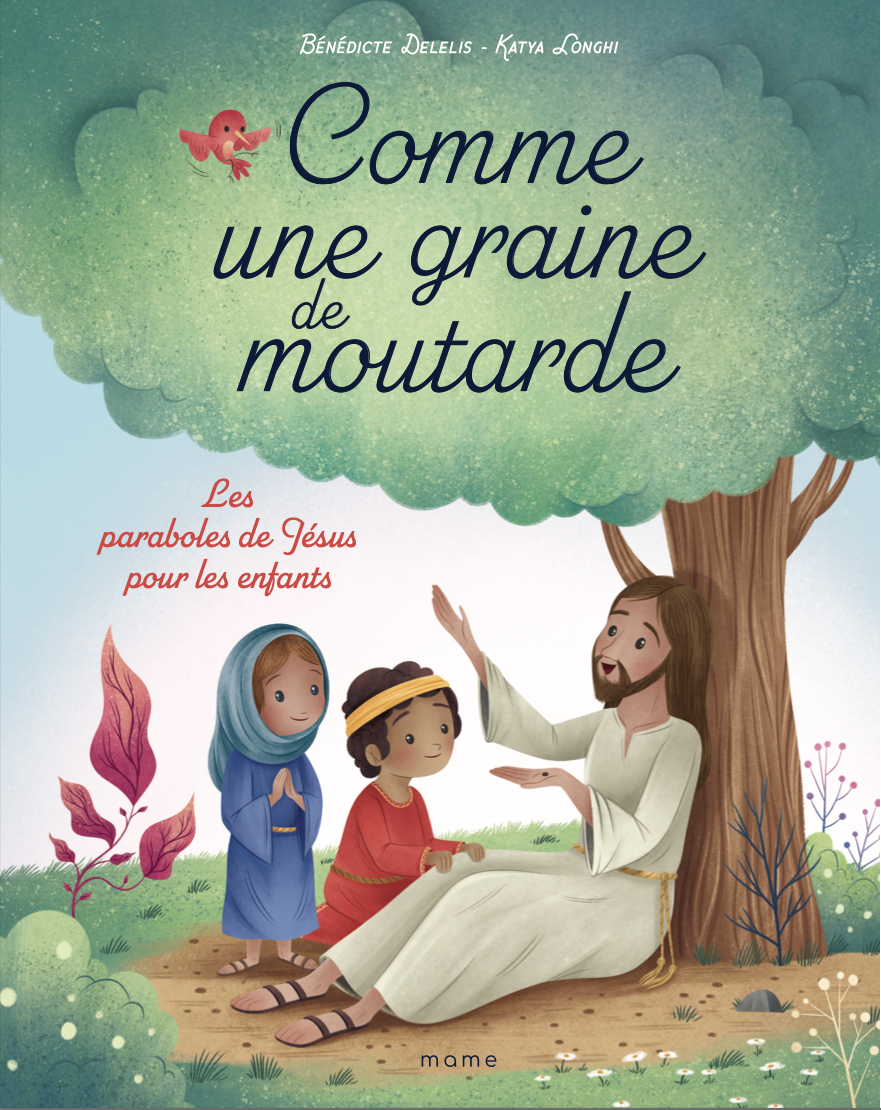 Bénédicte Delelis - Katya Longhi
Comme
une graine
de
moutarde
Les
paraboles de Jésus
pour les enfants
mame